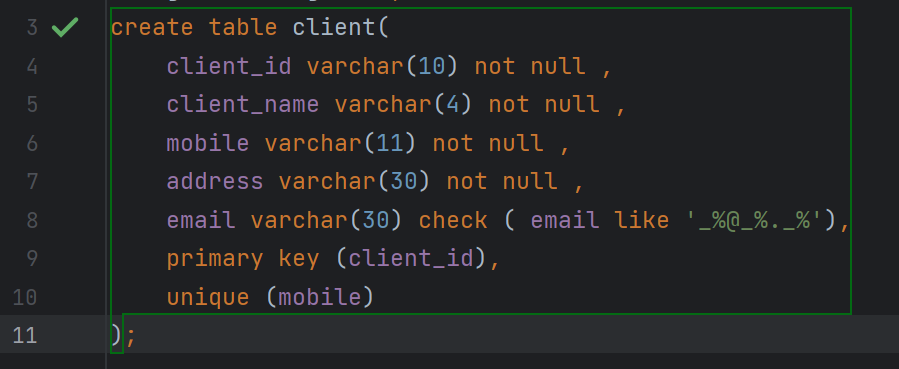 3 create table client(
4 client_id varchar(10) not null ,
5 client_name varchar(4) not null ,
6 mobile varchar(11) not null ,
7 address varchar(30) not null ,
8 email varchar(30) check ( email like '_%@_%._%'),
9 primary key (client_id),
10 unique (mobile)
11 );